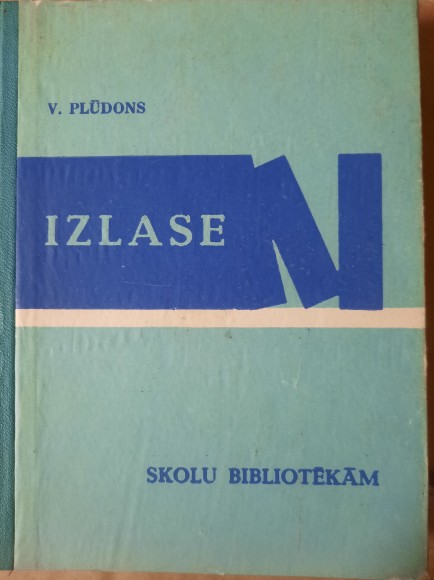 V. PLŪDONS
IZLASE
SKOLU BIBLIOTĒKĀM